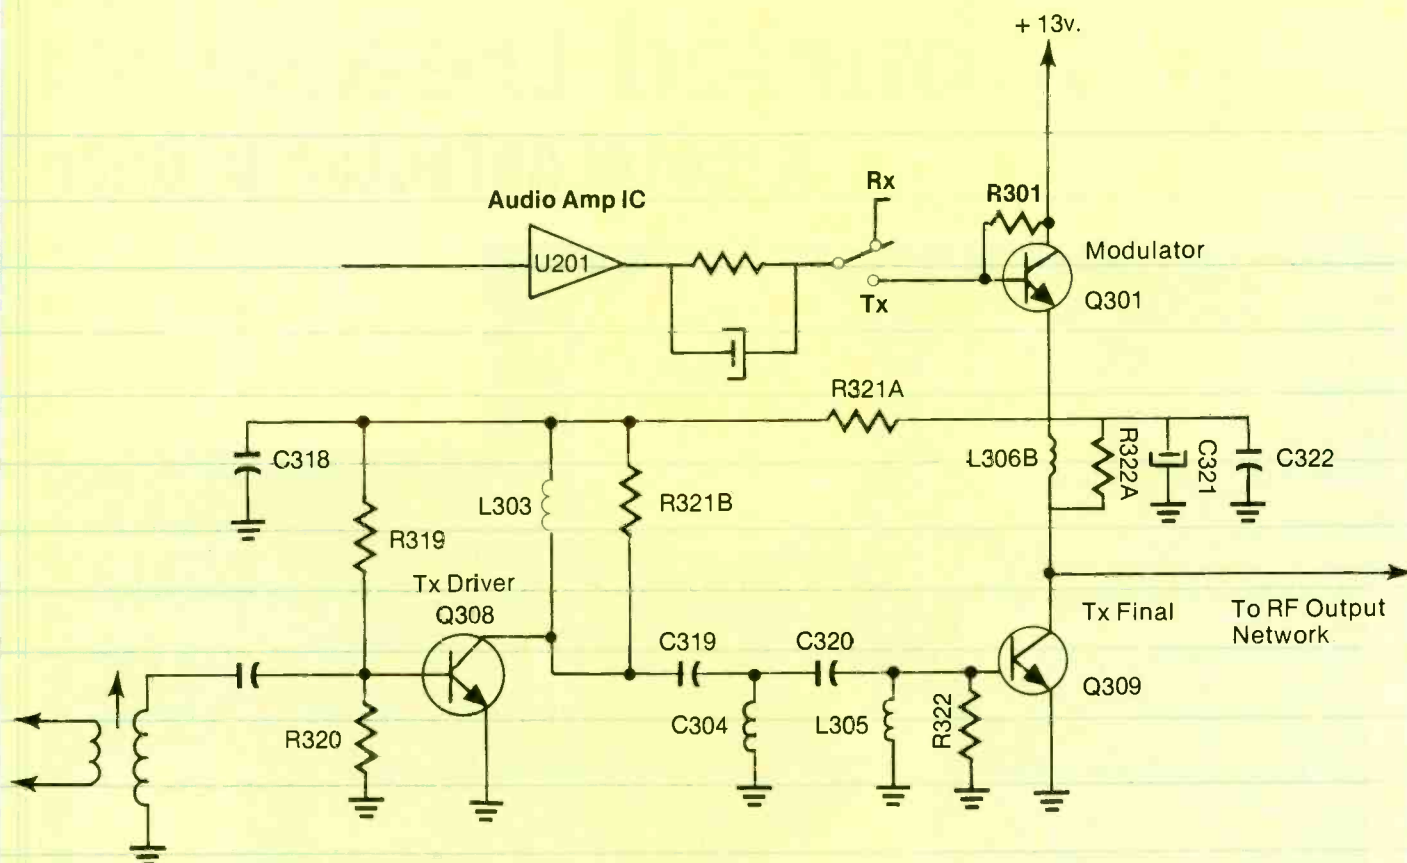 + 13v.
Rx
R301
Audio Amp IC
Modulator
U201
Q301
Tx
R321A
C318
L306B
R322A
C321
C322
L303
R321B
R319
Tx Driver
Q308
Tx Final
To RF Output
Network
C319
C320
Q309
C304
L305
R322
R320